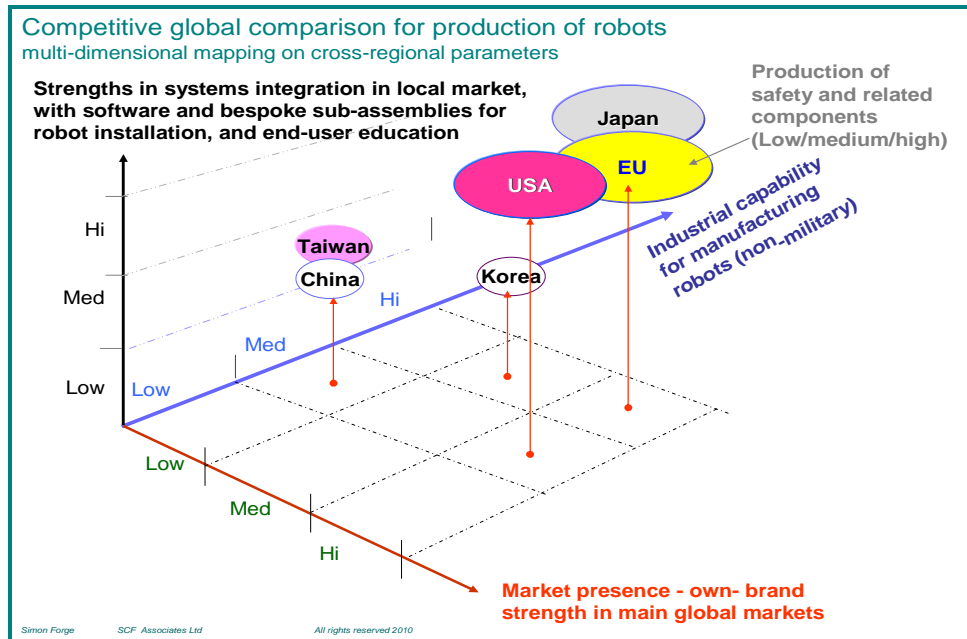 Competitive global comparison for production of robots
multi-dimensional mapping on cross-regional parameters
Strengths in systems integration in local market,
with software and bespoke sub-assemblies for
robot installation, and end-user education
Production of
safety and related
components
(Low/medium/high)
Japan
EU
USA
Industrial capability
for manufacturing
robots (non-military)
Hi
Taiwan
China
Korea
Med
Hi
Med
Low
Low
Low
Med
Hi
Market presence - own- brand
strength in main global markets
Simon Forge SCF Associates Ltd All rights reserved 2010